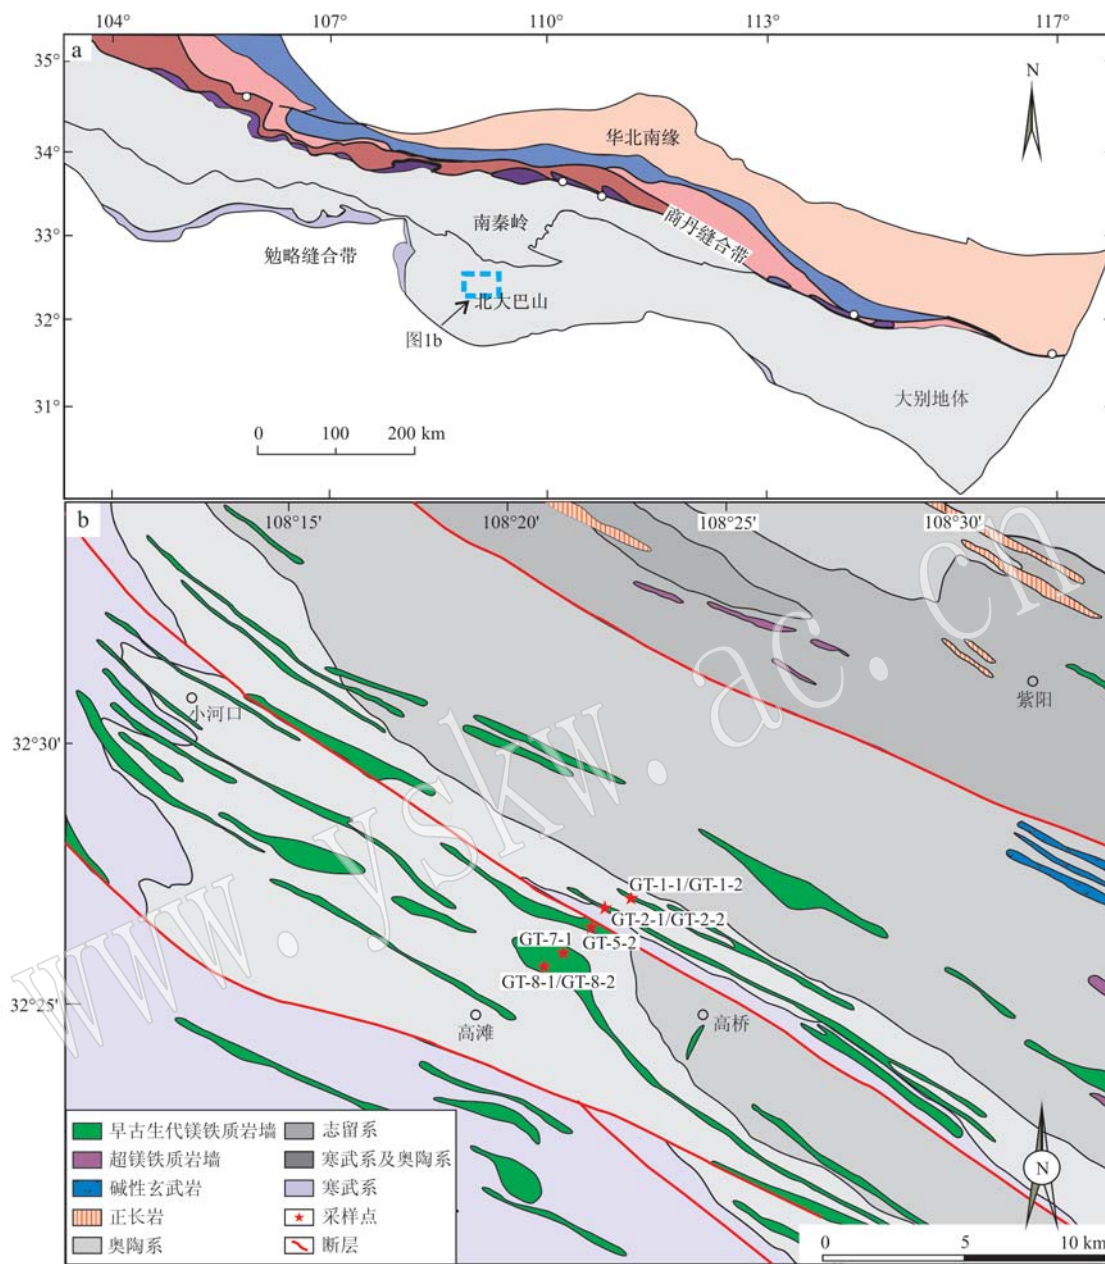 104°
107°
110°
113°
117°
a
35°
34°
33°
32°
31°
N
华北南缘
商丹缝合带
南秦岭
勉略缝合带
北大巴山
图1b
大别地体
0 100 200 km
b
108°15'
108°20'
108°25'
108°30'
小河口
紫阳
32°30'
GT-1-1/GT-1-2
GT-2-1/GT-2-2
GT-7-1
GT-5-2
GT-8-1/GT-8-2
32°25'
高滩
高桥
早古生代镁铁质岩墙
志留系
超镁铁质岩墙
寒武系及奥陶系
碱性玄武岩
寒武系
正长岩
采样点
奥陶系
断层
N
0 5 10 km
www.yskw.ac.cn